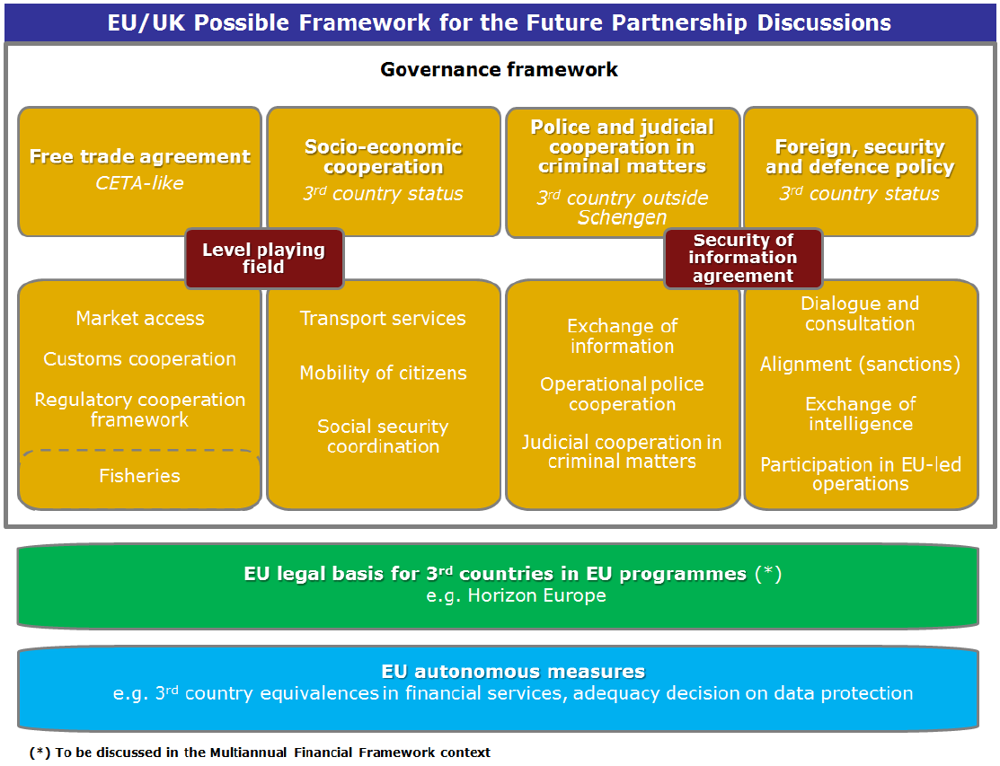 EU/UK Possible Framework for the Future Partnership Discussions
Governance framework
Free trade agreement
CETA-like
Socio-economic
cooperation
3rd country status
Police and judicial
cooperation in
criminal matters
3rd country outside
Schengen
Foreign, security
and defence policy
3rd country status
Level playing
field
Security of
information
agreement
Market access
Customs cooperation
Regulatory cooperation
framework
Fisheries
Transport services
Mobility of citizens
Social security
coordination
Exchange of
information
Operational police
cooperation
Judicial cooperation in
criminal matters
Dialogue and
consultation
Alignment (sanctions)
Exchange of
intelligence
Participation in EU-led
operations
EU legal basis for 3rd countries in EU programmes (*)
e.g. Horizon Europe
EU autonomous measures
e.g. 3rd country equivalences in financial services, adequacy decision on data protection
(*) To be discussed in the Multiannual Financial Framework context